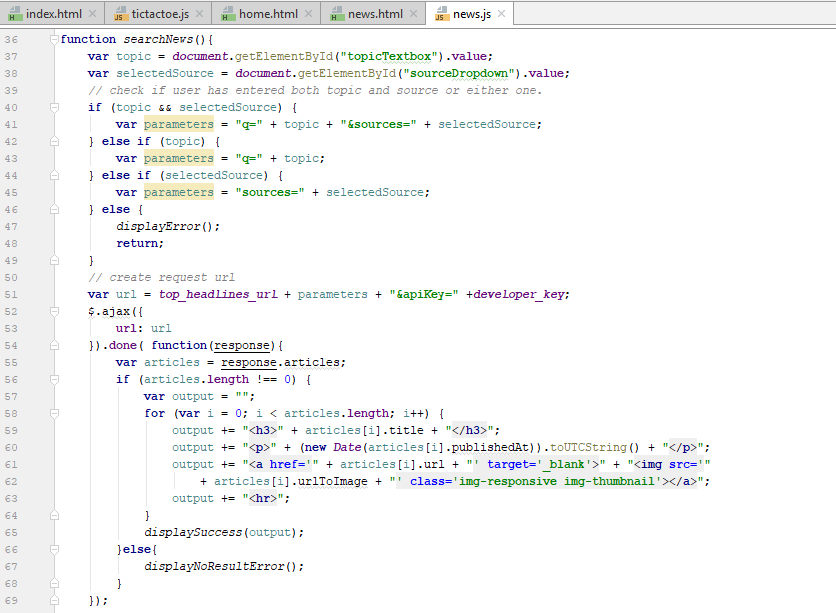 index.html tictactoe.js home.html news.html news.js
36 function searchNews(){
37     var topic = document.getElementById("topicTextbox").value;
38     var selectedSource = document.getElementById("sourceDropdown").value;
39     // check if user has entered both topic and source or either one.
40     if (topic && selectedSource) {
41         var parameters = "q=" + topic + "&sources=" + selectedSource;
42     } else if (topic) {
43         var parameters = "q=" + topic;
44     } else if (selectedSource) {
45         var parameters = "sources=" + selectedSource;
46     } else {
47         displayError();
48         return;
49     }
50     // create request url
51     var url = top_headlines_url + parameters + "&apiKey=" +developer_key;
52     $.ajax({
53         url: url
54     }).done( function(response){
55         var articles = response.articles;
56         if (articles.length !== 0) {
57             var output = "";
58             for (var i = 0; i < articles.length; i++) {
59                 output += "<h3>" + articles[i].title + "</h3>";
60                 output += "<p>" + (new Date(articles[i].publishedAt)).toUTCString() + "</p>";
61                 output += "<a href='" + articles[i].url + "' target='_blank'>" + "<img src='"
62                     + articles[i].urlToImage + "' class='img-responsive img-thumbnail'></a>";
63                 output += "<hr>";
64             }
65             displaySuccess(output);
66         }else{
67             displayNoResultError();
68         }
69     });